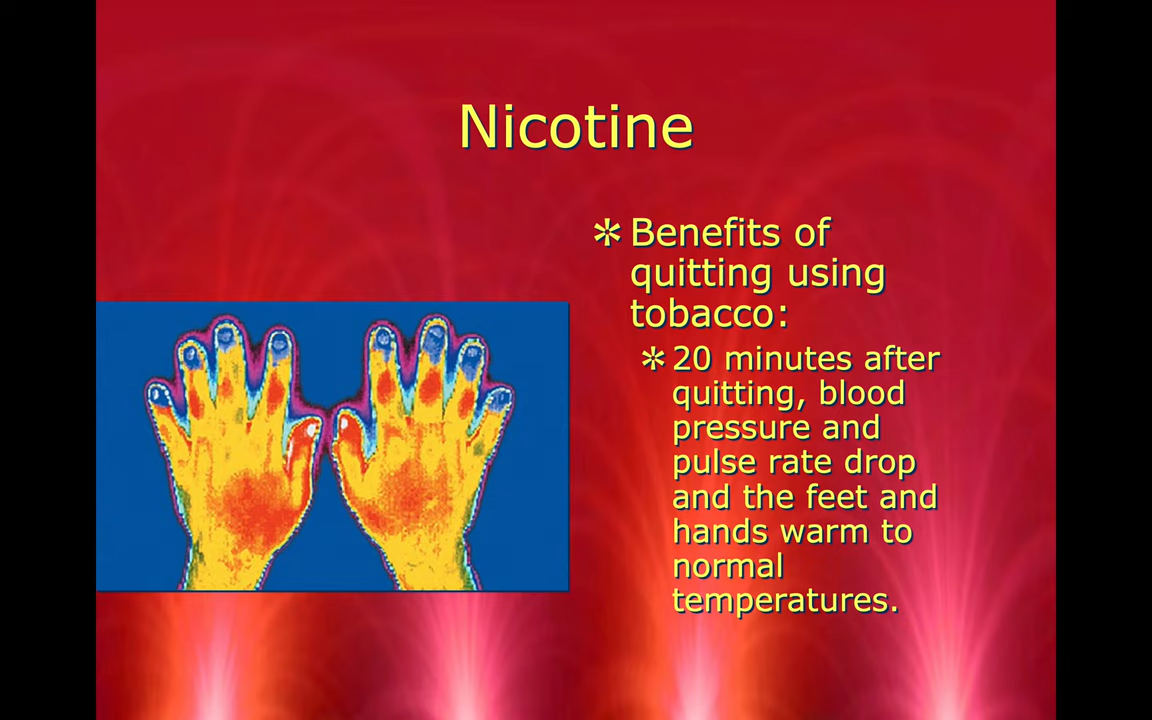 Nicotine
✲ Benefits of
quitting using
tobacco:
✲ 20 minutes after
quitting, blood
pressure and
pulse rate drop
and the feet and
hands warm to
normal
temperatures.